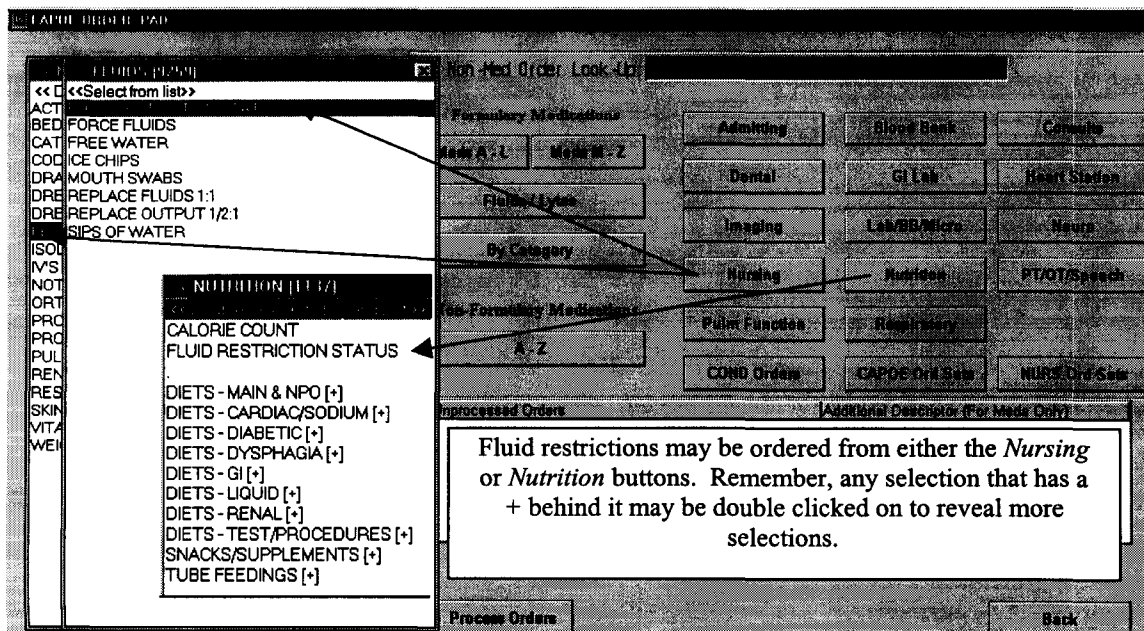 CAPOE ORDER PAD
FLUIDS [9/259]
<<Select from list>>
FORCE FLUIDS
FREE WATER
ICE CHIPS
MOUTH SWABS
REPLACE FLUIDS 1:1
REPLACE OUTPUT 1/2:1
SIPS OF WATER
<< D
ACT
BED
CAT
COD
DRA
DRE
DRE
ISOL
IV'S
NOT
ORT
PRO
PRO
PUL
REN
RES
SKIN
VITA
WEI
NUTRITION [1137]
CALORIE COUNT
FLUID RESTRICTION STATUS
.
DIETS - MAIN & NPO [+]
DIETS - CARDIAC/SODIUM [+]
DIETS - DIABETIC [+]
DIETS - DYSPHAGIA [+]
DIETS - GI [+]
DIETS - LIQUID [+]
DIETS - RENAL [+]
DIETS - TEST/PROCEDURES [+]
SNACKS/SUPPLEMENTS [+]
TUBE FEEDINGS [+]
Non-Med Order Look-Up
Formulary Medications
Meds A - L Meds M - Z
Fluids / Lytes
By Category
Non-Formulary Medications
A - Z
Admitting Blood Bank Consults
Dental GI Lab Heart Station
Imaging Lab/BB/Micro Neuro
Nursing Nutrition PT/OT/Speech
Pulm Function Respiratory
COND Orders CAPOE Ord Sets NURS Ord Sets
Unprocessed Orders Additional Descriptor (For Meds Only)
Fluid restrictions may be ordered from either the Nursing
or Nutrition buttons. Remember, any selection that has a
+ behind it may be double clicked on to reveal more
selections.
Process Orders Back